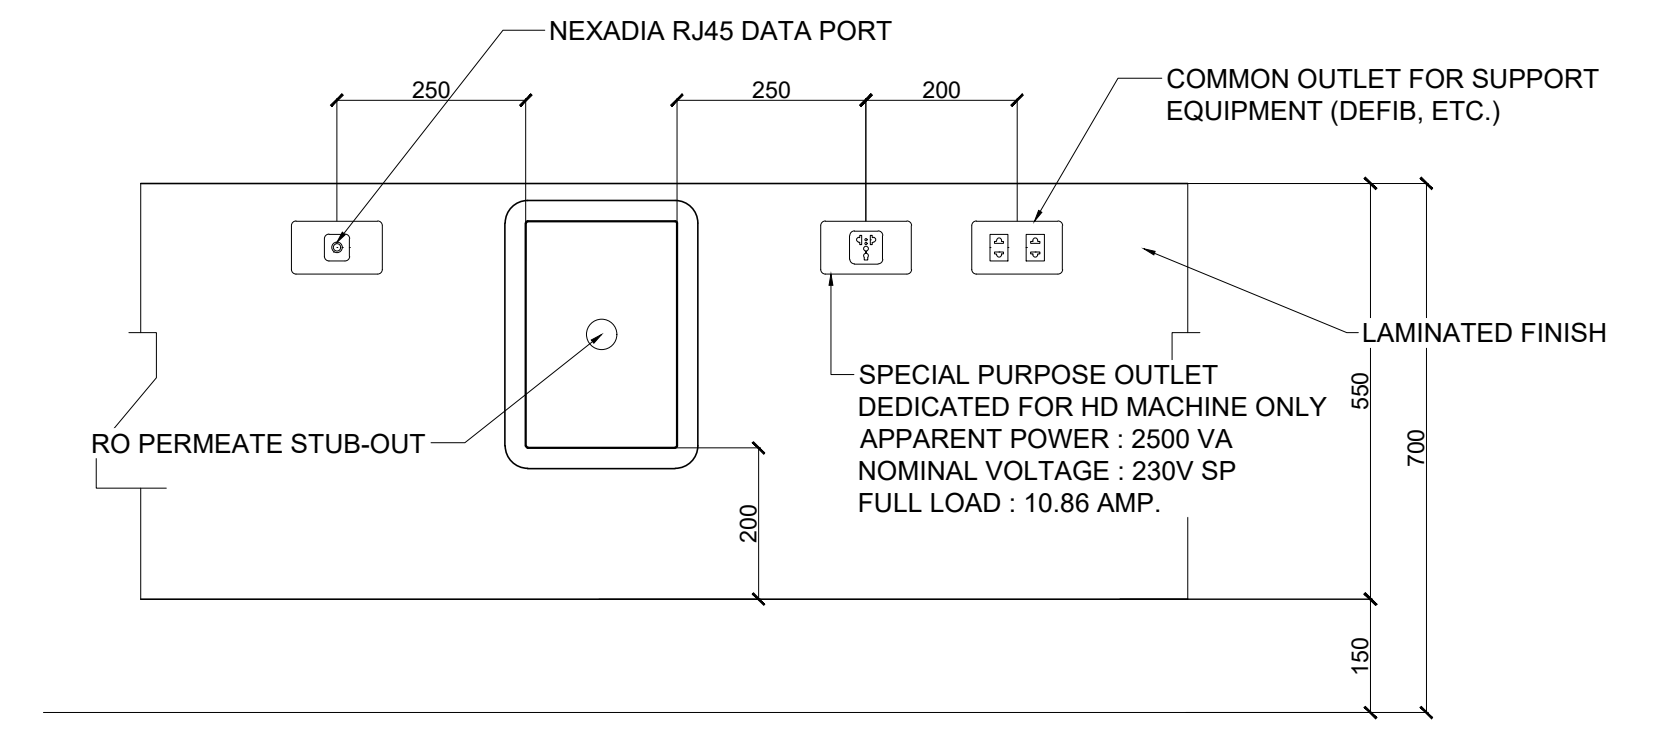 NEXADIA RJ45 DATA PORT
250
250
200
COMMON OUTLET FOR SUPPORT
EQUIPMENT (DEFIB, ETC.)
LAMINATED FINISH
SPECIAL PURPOSE OUTLET
DEDICATED FOR HD MACHINE ONLY
APPARENT POWER : 2500 VA
NOMINAL VOLTAGE : 230V SP
FULL LOAD : 10.86 AMP.
RO PERMEATE STUB-OUT
200
550
700
150